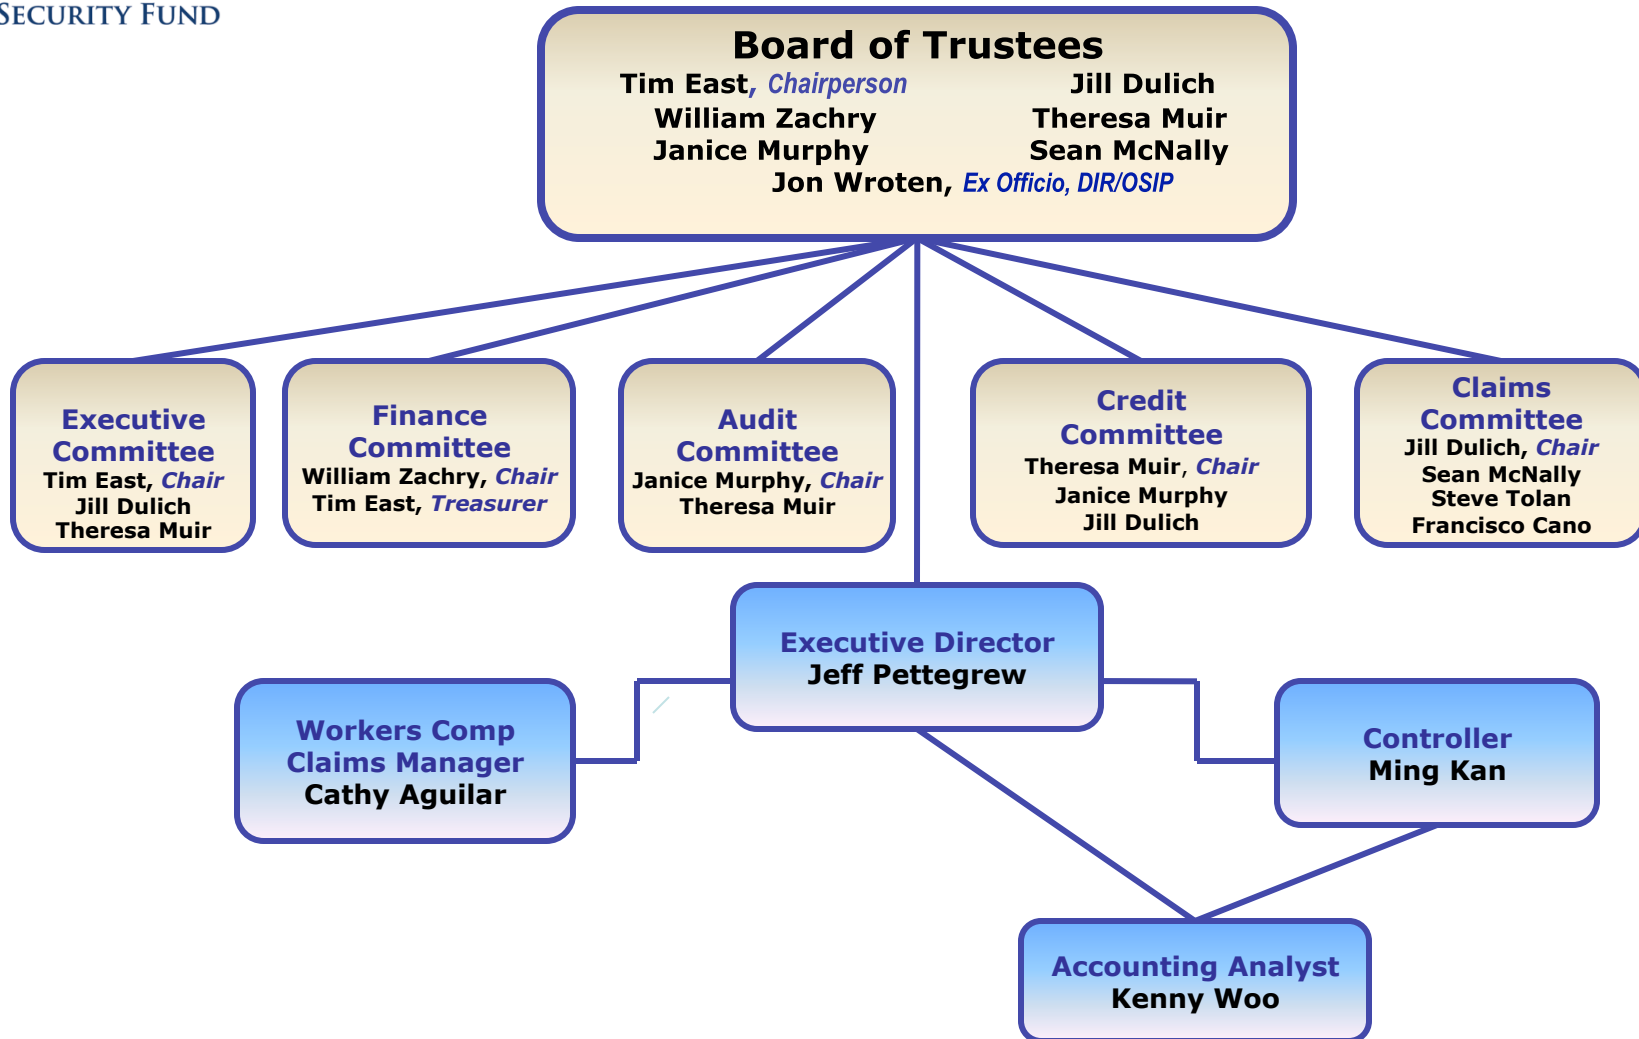 SECURITY FUND
Board of Trustees
Tim East, Chairperson
Jill Dulich
William Zachry
Theresa Muir
Janice Murphy
Sean McNally
Jon Wroten, Ex Officio, DIR/OSIP
Executive
Committee
Tim East, Chair
Jill Dulich
Theresa Muir
Finance
Committee
William Zachry, Chair
Tim East, Treasurer
Audit
Committee
Janice Murphy, Chair
Theresa Muir
Credit
Committee
Theresa Muir, Chair
Janice Murphy
Jill Dulich
Claims
Committee
Jill Dulich, Chair
Sean McNally
Steve Tolan
Francisco Cano
Executive Director
Jeff Pettegrew
Workers Comp
Claims Manager
Cathy Aguilar
Controller
Ming Kan
Accounting Analyst
Kenny Woo